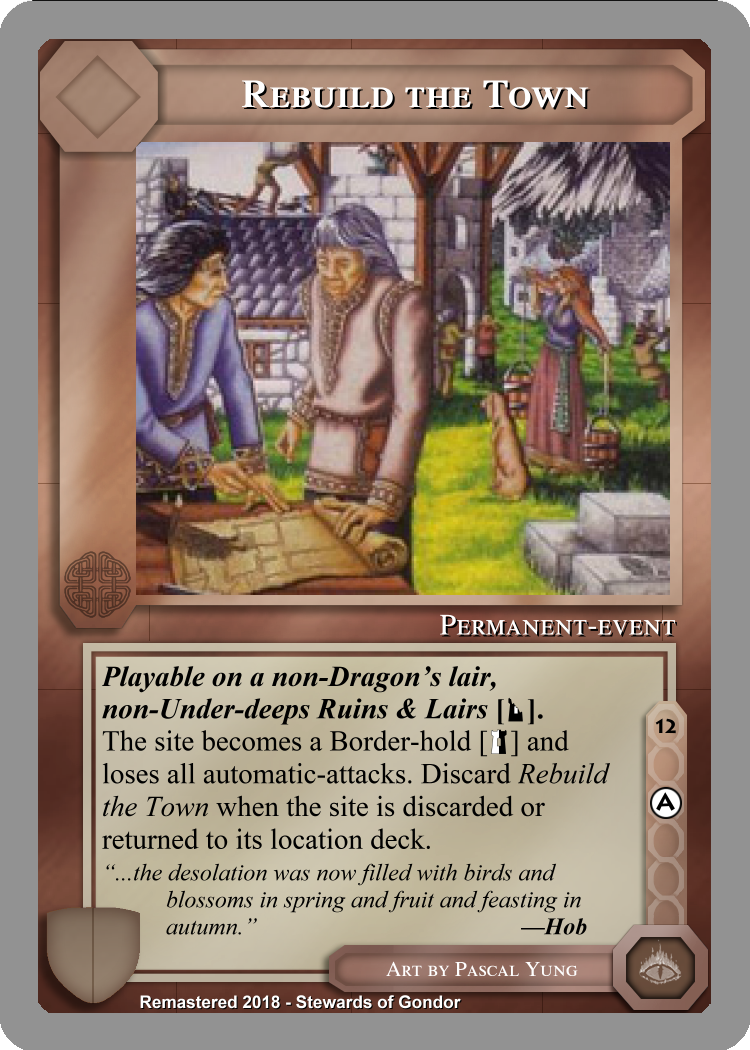 Rebuild the Town
Permanent-event
Playable on a non-Dragon's lair,
non-Under-deeps Ruins & Lairs [ ].
The site becomes a Border-hold [ ] and
loses all automatic-attacks. Discard Rebuild
the Town when the site is discarded or
returned to its location deck.
"...the desolation was now filled with birds and
blossoms in spring and fruit and feasting in
autumn." —Hob
12
A
Art by Pascal Yung
Remastered 2018 - Stewards of Gondor